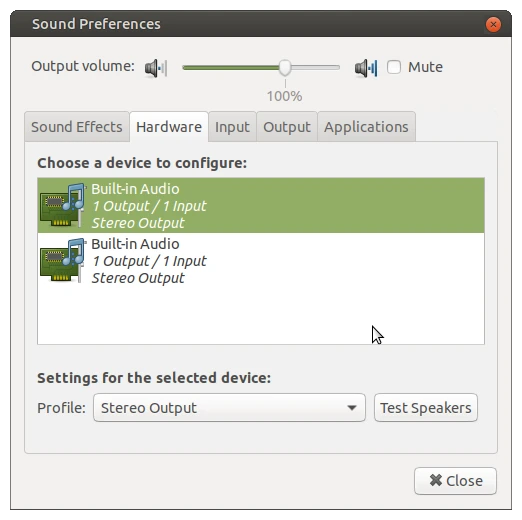 Sound Preferences
Output volume:
Mute
100%
Sound Effects
Hardware
Input
Output
Applications
Choose a device to configure:
Built-in Audio
1 Output / 1 Input
Stereo Output
Built-in Audio
1 Output / 1 Input
Stereo Output
Settings for the selected device:
Profile:
Stereo Output
Test Speakers
Close